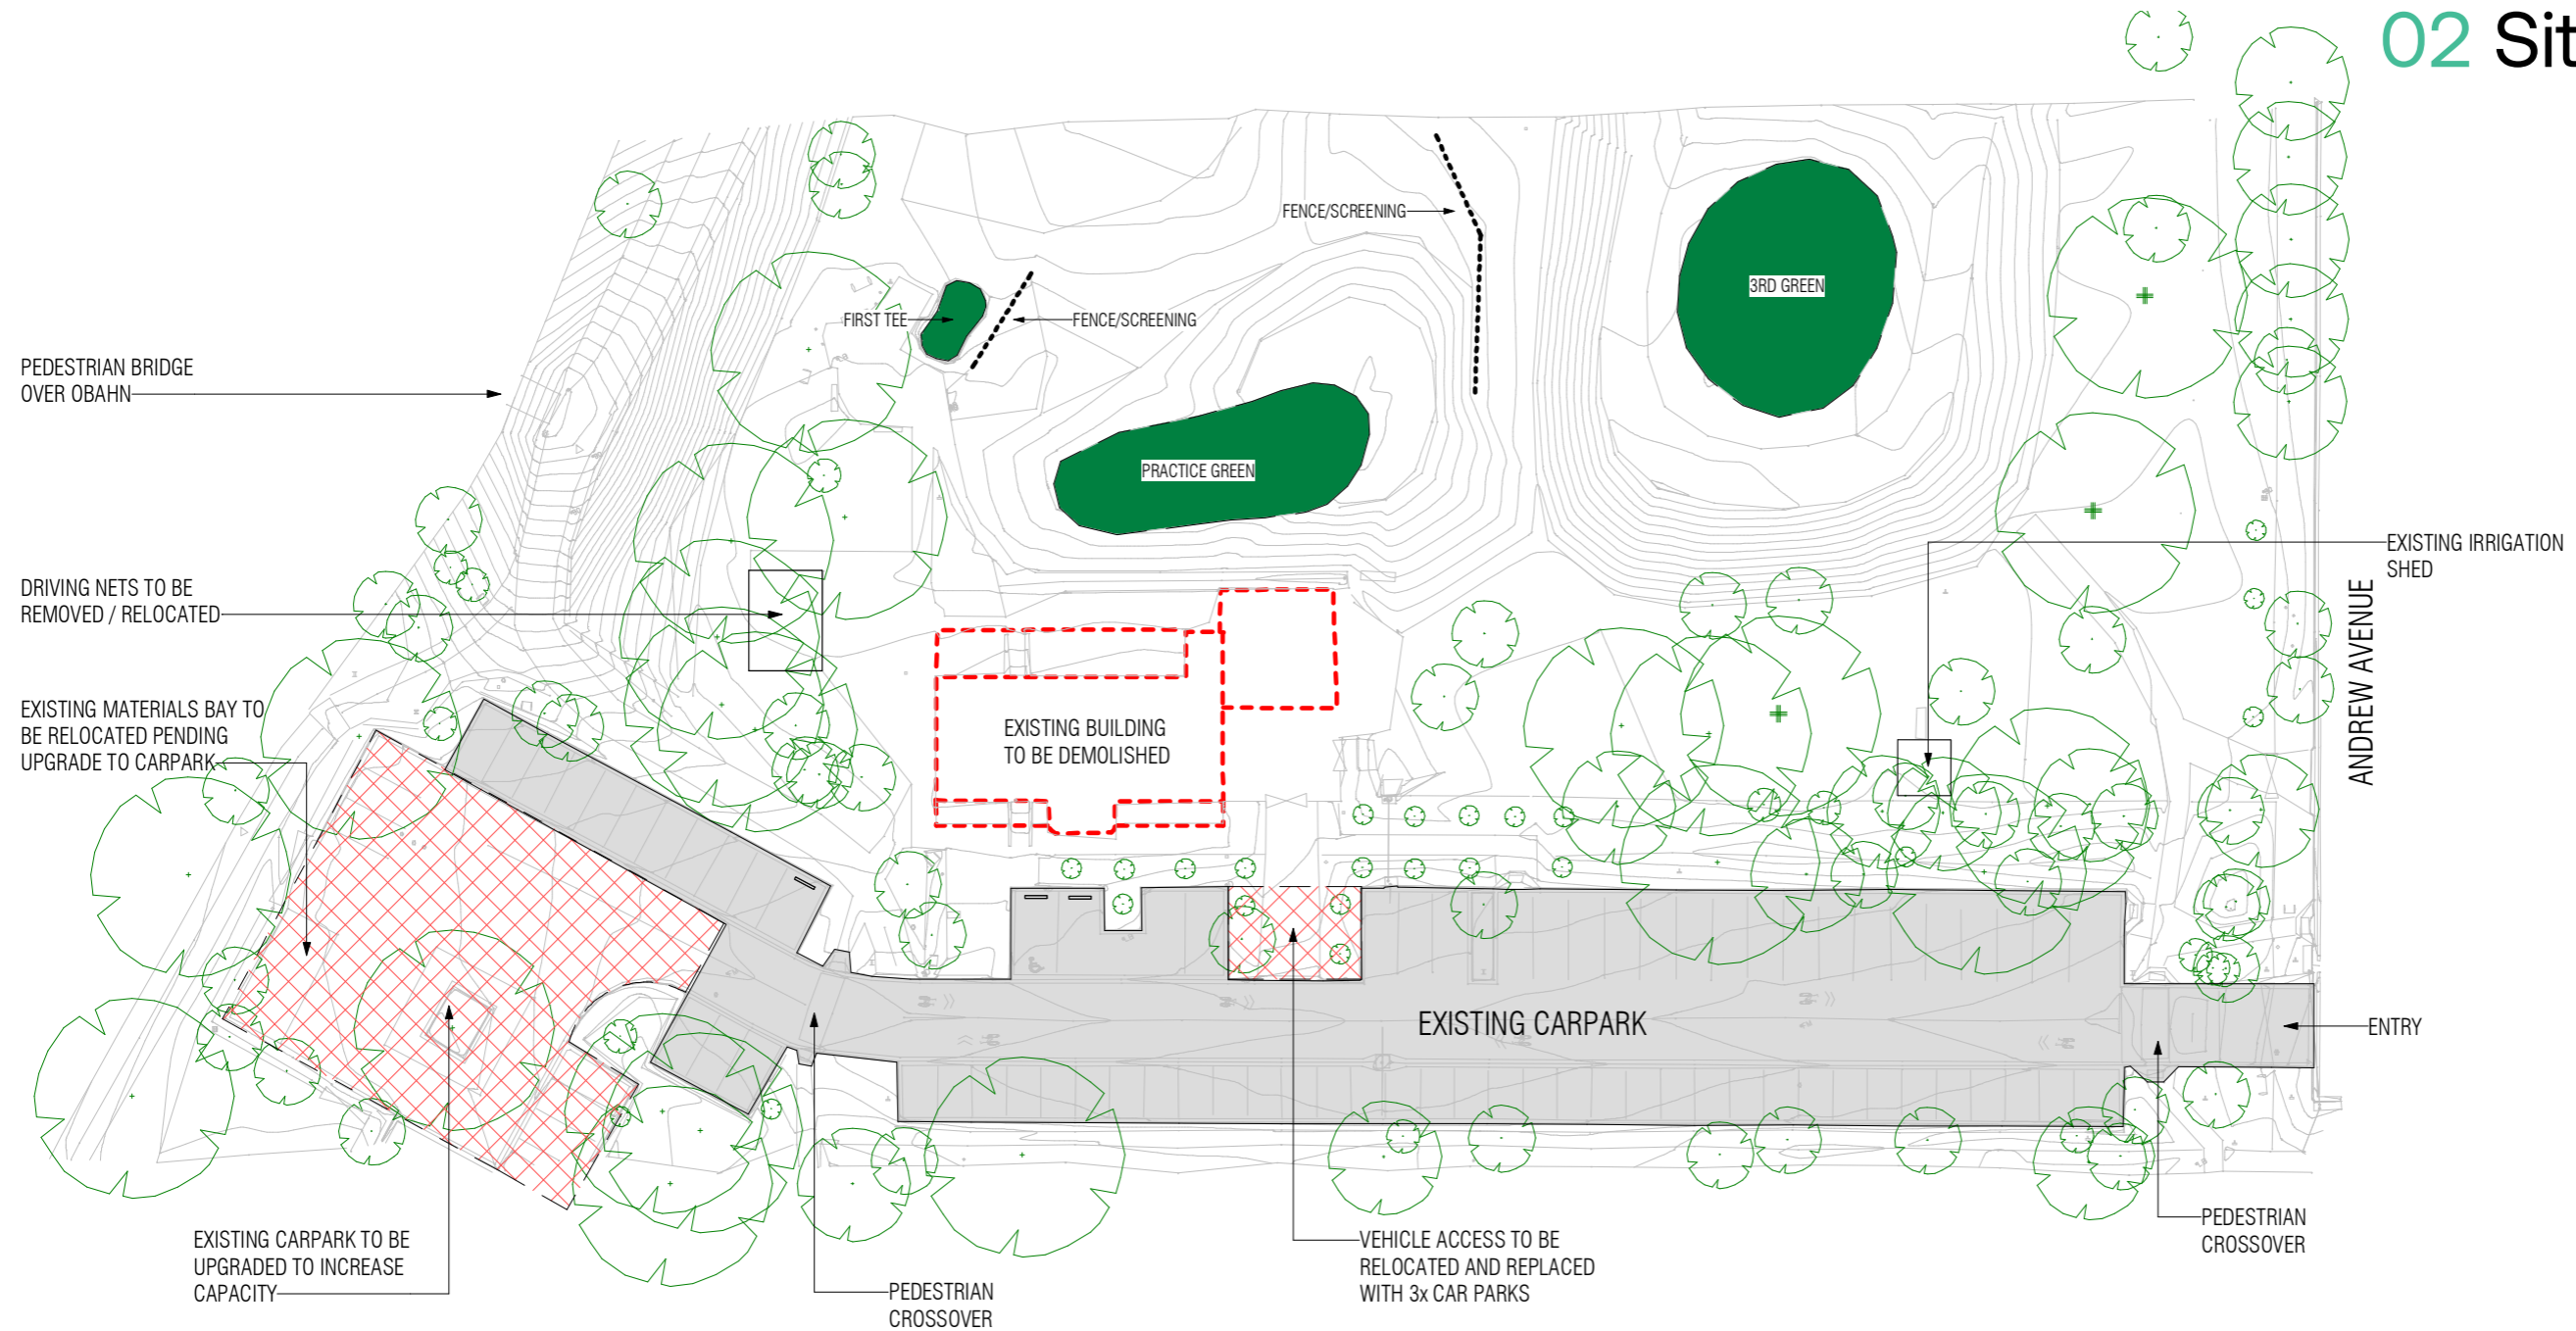 02 Sit
FENCE/SCREENING
3RD GREEN
FIRST TEE
FENCE/SCREENING
PEDESTRIAN BRIDGE
OVER OBAHN
PRACTICE GREEN
EXISTING IRRIGATION
SHED
DRIVING NETS TO BE
REMOVED / RELOCATED
ANDREW AVENUE
EXISTING MATERIALS BAY TO
BE RELOCATED PENDING
UPGRADE TO CARPARK
EXISTING BUILDING
TO BE DEMOLISHED
EXISTING CARPARK
ENTRY
EXISTING CARPARK TO BE
UPGRADED TO INCREASE
CAPACITY
PEDESTRIAN
CROSSOVER
VEHICLE ACCESS TO BE
RELOCATED AND REPLACED
WITH 3x CAR PARKS
PEDESTRIAN
CROSSOVER